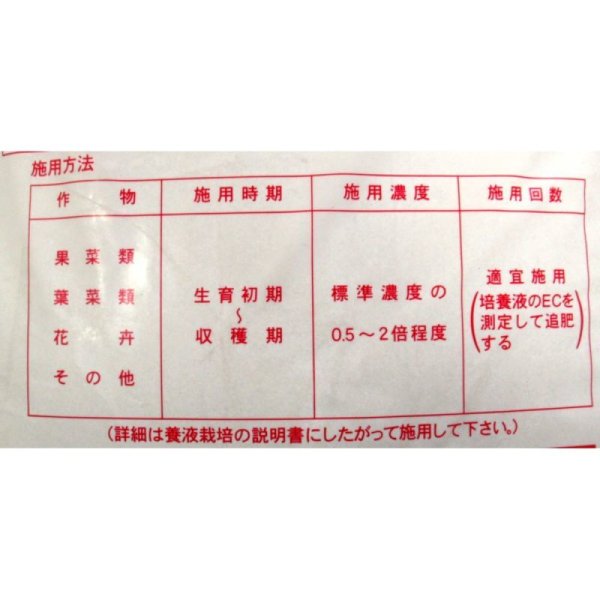 施用方法
作物 施用時期 施用濃度 施用回数
果菜類
葉菜類
花卉
その他
生育初期
～
収穫期
標準濃度の
0.5～2倍程度
適宜施用
(培養液のECを
測定して追肥
する)
(詳細は養液栽培の説明書にしたがって施用して下さい。)